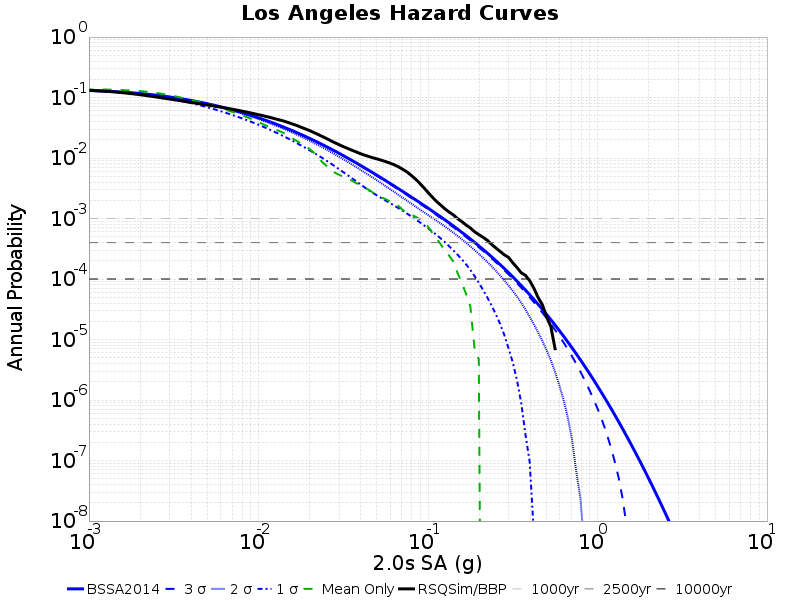 Los Angeles Hazard Curves
Annual Probability
10^0
10^-1
10^-2
10^-3
10^-4
10^-5
10^-6
10^-7
10^-8
10^-3 10^-2 10^-1 10^0 10^1
2.0s SA (g)
BSSA2014 3 σ 2 σ 1 σ Mean Only RSQSim/BBP 1000yr 2500yr 10000yr